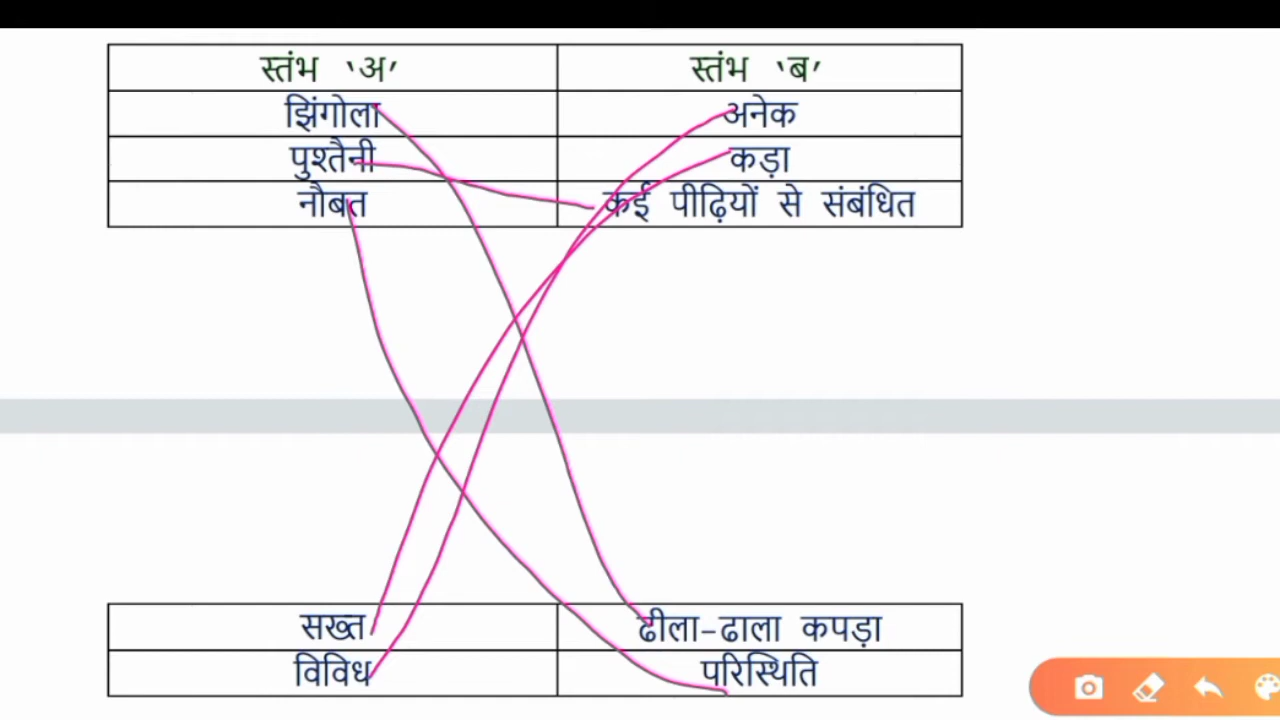 स्तंभ ‘अ’ स्तंभ ‘ब’
झिंगोला अनेक
पुश्तैनी कड़ा
नौबत कई पीढ़ियों से संबंधित
सख्त ढीला-ढाला कपड़ा
विविध परिस्थिति